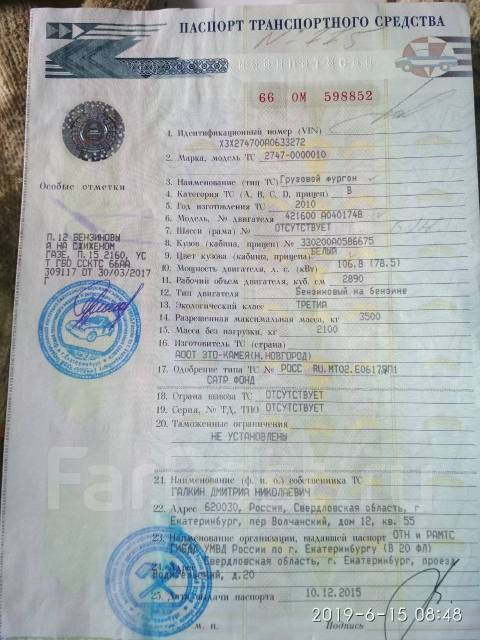 ПАСПОРТ ТРАНСПОРТНОГО СРЕДСТВА
66 ОМ 598852
1. Идентификационный номер (VIN)
X3X274700A0633272
2. Марка, модель ТС 2747-0000010
3. Наименование (тип ТС) Грузовой фургон
4. Категория ТС (А, В, С, D, прицеп) B
5. Год изготовления ТС 2010
6. Модель, № двигателя 421600 A0401748
7. Шасси (рама) № ОТСУТСТВУЕТ
8. Кузов (кабина, прицеп) № 330200A0586675
9. Цвет кузова (кабины, прицепа) БЕЛЫЙ
10. Мощность двигателя, л. с. (кВт) 106.8 (78.5)
11. Рабочий объем двигателя, куб. см 2890
12. Тип двигателя Бензиновый на бензине
13. Экологический класс ТРЕТИЙ
14. Разрешенная максимальная масса, кг 3500
15. Масса без нагрузки, кг 2100
16. Изготовитель ТС (страна)
АООТ ЭТО-КАМЕЯ(Н.НОВГОРОД)
17. Одобрение типа ТС № РОСС RU.МТ02.
САТР ФОНД
18. Страна вывоза ТС ОТСУТСТВУЕТ
19. Серия, № ТД, ТПО ОТСУТСТВУЕТ
20. Таможенные ограничения
НЕ УСТАНОВЛЕНЫ
21. Наименование (ф. и. о.) собственника ТС
ГАЛКИН ДМИТРИЙ НИКОЛАЕВИЧ
22. Адрес 620030, Россия, Свердловская область, г
Екатеринбург, пер Волчанский, дом 12, кв. 55
23. Наименование организации, выдавшей паспорт ОТН и РАМТС
ГИБДД УМВД России по г. Екатеринбургу (В 20 ФЛ)
24. Адрес Свердловская область, г. Екатеринбург, проезд
д.20
25. Дата выдачи паспорта 10.12.2015
М. П. Подпись
Особые отметки
П.12 БЕНЗИНОВЫ
Й НА СЖИЖЕНОМ
ГАЗЕ, П.15 2160, УС
Т ГБО ССКТС 66АА
309117 ОТ 30/03/2017
Г
2019-6-15 08:48